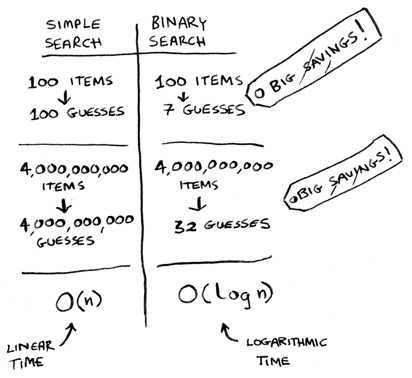 SIMPLE
SEARCH
BINARY
SEARCH
100 ITEMS
100 GUESSES
100 ITEMS
7 GUESSES
BIG SAVINGS!
4,000,000,000
ITEMS
4,000,000,000
GUESSES
4,000,000,000
ITEMS
32 GUESSES
BIG SAVINGS!
O(n)
O(log n)
LINEAR
TIME
LOGARITHMIC
TIME